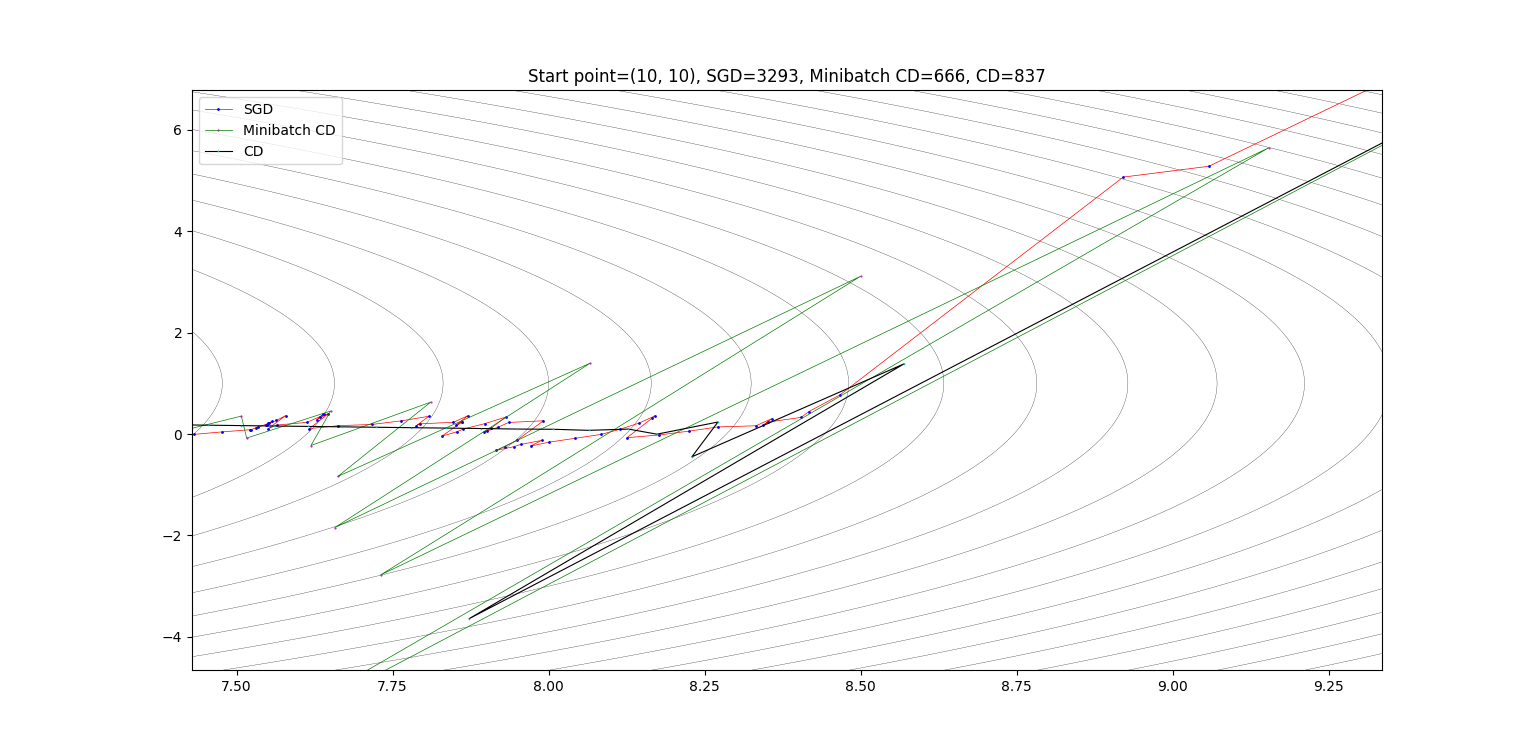 Start point=(10, 10), SGD=3293, Minibatch CD=666, CD=837
SGD
Minibatch CD
CD
6
4
2
0
−2
−4
7.50 7.75 8.00 8.25 8.50 8.75 9.00 9.25